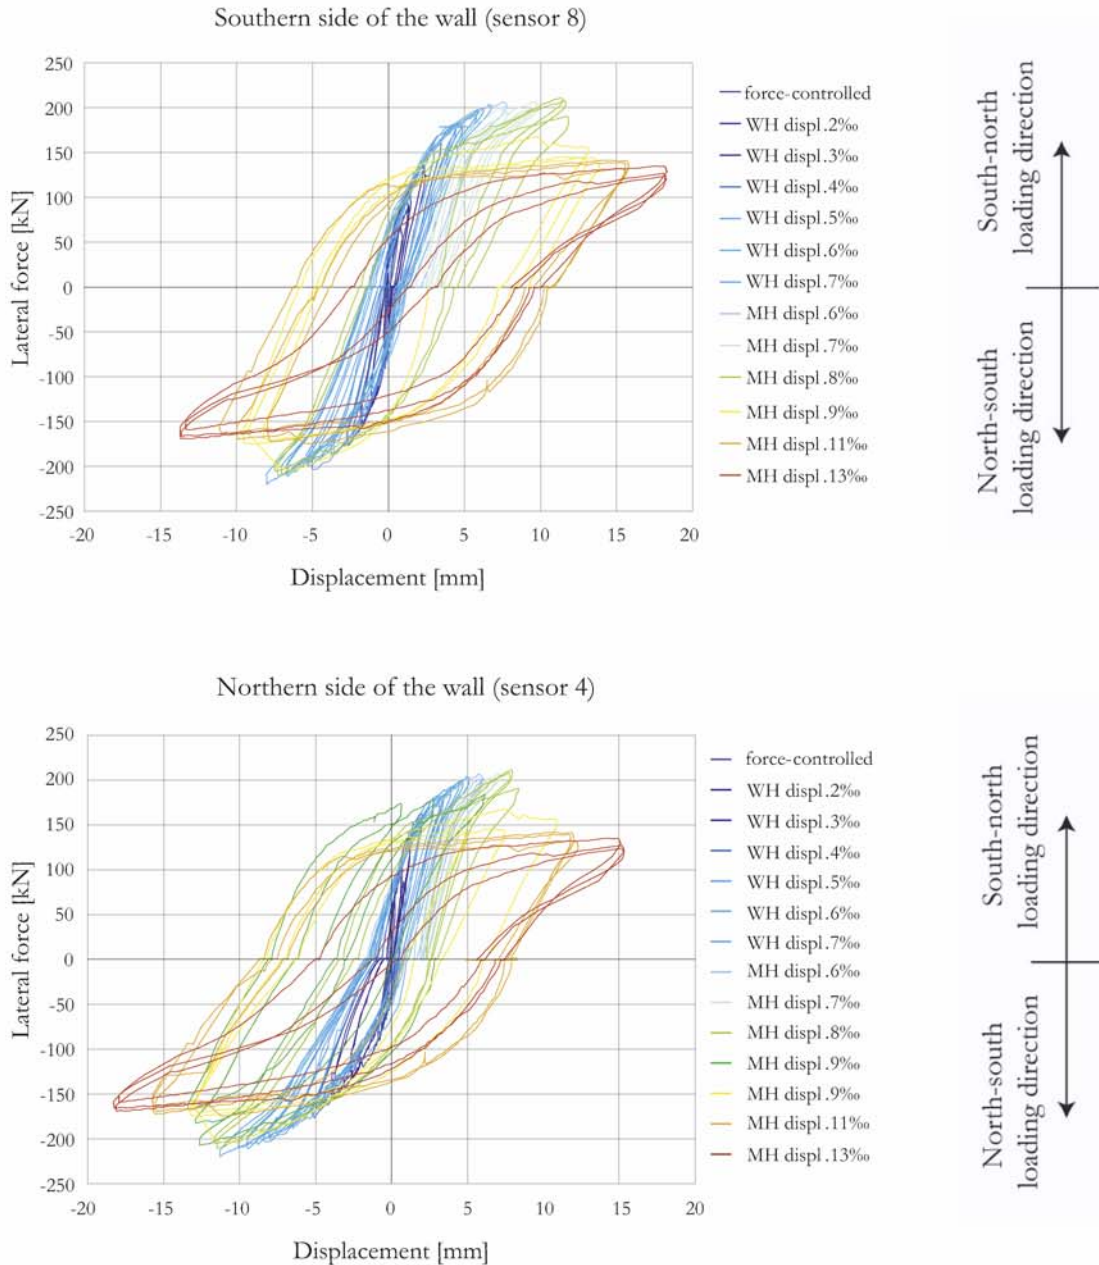 Southern side of the wall (sensor 8)
250
200
150
100
50
0
-50
-100
-150
-200
-250
-20
-15
-10
-5
0
5
10
15
20
Lateral force [kN]
Displacement [mm]
force-controlled
WH displ.2‰
WH displ.3‰
WH displ.4‰
WH displ.5‰
WH displ.6‰
WH displ.7‰
MH displ.6‰
MH displ.7‰
MH displ.8‰
MH displ.9‰
MH displ.11‰
MH displ.13‰
South-north
loading direction
North-south
loading direction
Northern side of the wall (sensor 4)
250
200
150
100
50
0
-50
-100
-150
-200
-250
-20
-15
-10
-5
0
5
10
15
20
Lateral force [kN]
Displacement [mm]
force-controlled
WH displ.2‰
WH displ.3‰
WH displ.4‰
WH displ.5‰
WH displ.6‰
WH displ.7‰
MH displ.6‰
MH displ.7‰
MH displ.8‰
MH displ.9‰
MH displ.9‰
MH displ.11‰
MH displ.13‰
South-north
loading direction
North-south
loading direction